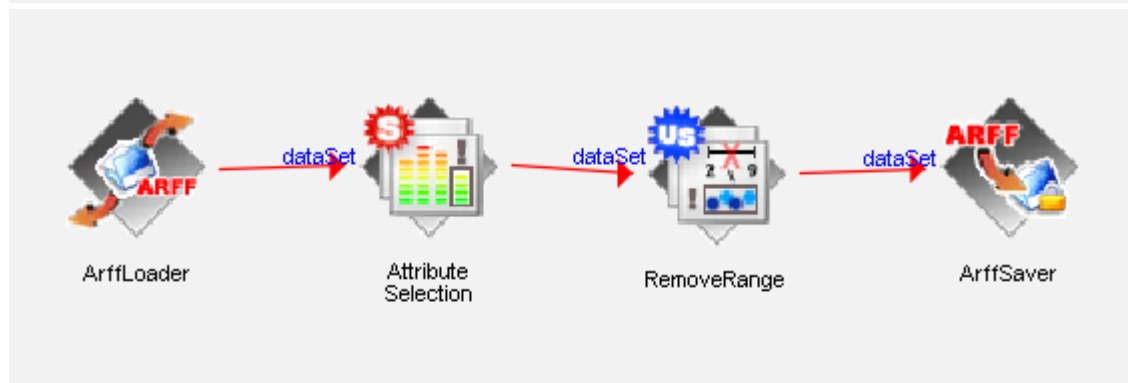 dataSet
dataSet
dataSet
S
!
ARFF
Us
2 , 9
!
ARFF
ArffLoader
Attribute
Selection
RemoveRange
ArffSaver